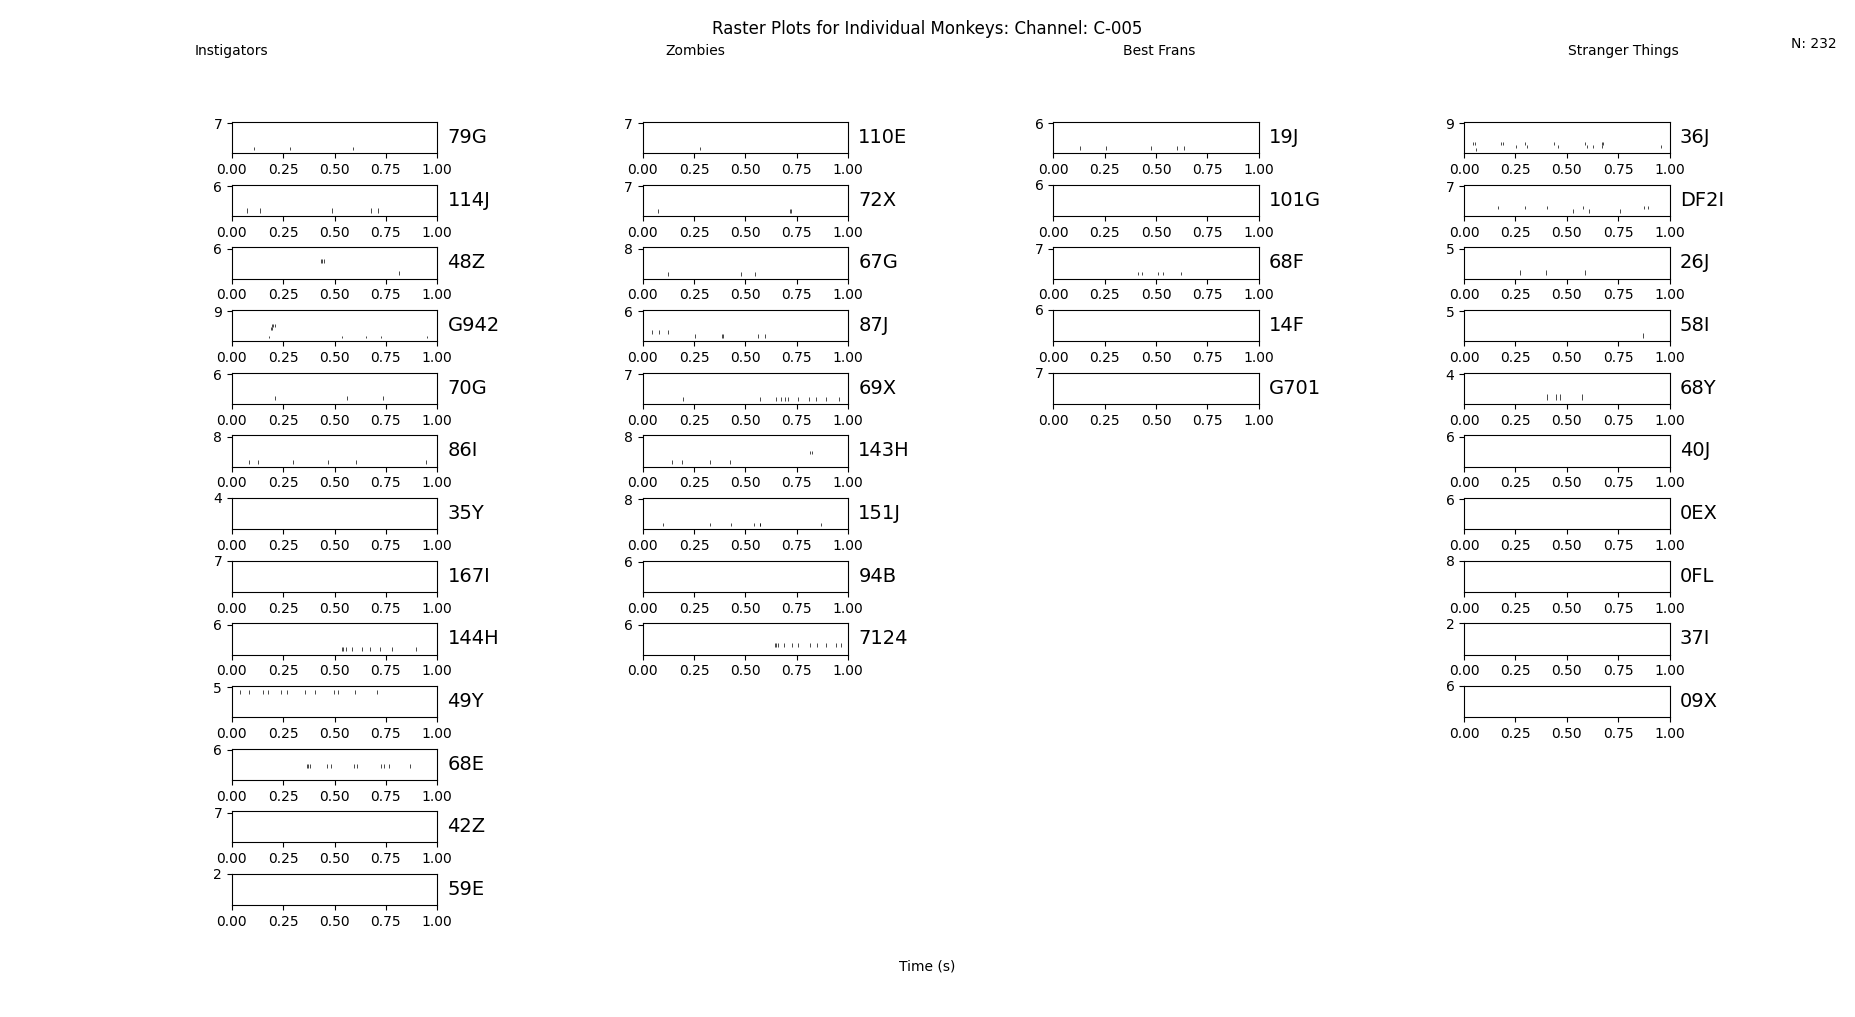 Raster Plots for Individual Monkeys: Channel: C-005
Instigators Zombies Best Frans Stranger Things N: 232
7 79G 7 110E 6 19J 9 36J
0.00 0.25 0.50 0.75 1.00 0.00 0.25 0.50 0.75 1.00 0.00 0.25 0.50 0.75 1.00 0.00 0.25 0.50 0.75 1.00
6 114J 7 72X 6 101G 7 DF2I
0.00 0.25 0.50 0.75 1.00 0.00 0.25 0.50 0.75 1.00 0.00 0.25 0.50 0.75 1.00 0.00 0.25 0.50 0.75 1.00
6 48Z 8 67G 7 68F 5 26J
0.00 0.25 0.50 0.75 1.00 0.00 0.25 0.50 0.75 1.00 0.00 0.25 0.50 0.75 1.00 0.00 0.25 0.50 0.75 1.00
9 G942 6 87J 6 14F 5 58I
0.00 0.25 0.50 0.75 1.00 0.00 0.25 0.50 0.75 1.00 0.00 0.25 0.50 0.75 1.00 0.00 0.25 0.50 0.75 1.00
6 70G 7 69X 7 G701 4 68Y
0.00 0.25 0.50 0.75 1.00 0.00 0.25 0.50 0.75 1.00 0.00 0.25 0.50 0.75 1.00 0.00 0.25 0.50 0.75 1.00
8 86I 8 143H 6 40J
0.00 0.25 0.50 0.75 1.00 0.00 0.25 0.50 0.75 1.00 0.00 0.25 0.50 0.75 1.00
4 35Y 8 151J 6 0EX
0.00 0.25 0.50 0.75 1.00 0.00 0.25 0.50 0.75 1.00 0.00 0.25 0.50 0.75 1.00
7 167I 6 94B 8 0FL
0.00 0.25 0.50 0.75 1.00 0.00 0.25 0.50 0.75 1.00 0.00 0.25 0.50 0.75 1.00
6 144H 6 7124 2 37I
0.00 0.25 0.50 0.75 1.00 0.00 0.25 0.50 0.75 1.00 0.00 0.25 0.50 0.75 1.00
5 49Y 6 09X
0.00 0.25 0.50 0.75 1.00 0.00 0.25 0.50 0.75 1.00
6 68E
0.00 0.25 0.50 0.75 1.00
7 42Z
0.00 0.25 0.50 0.75 1.00
2 59E
0.00 0.25 0.50 0.75 1.00
Time (s)